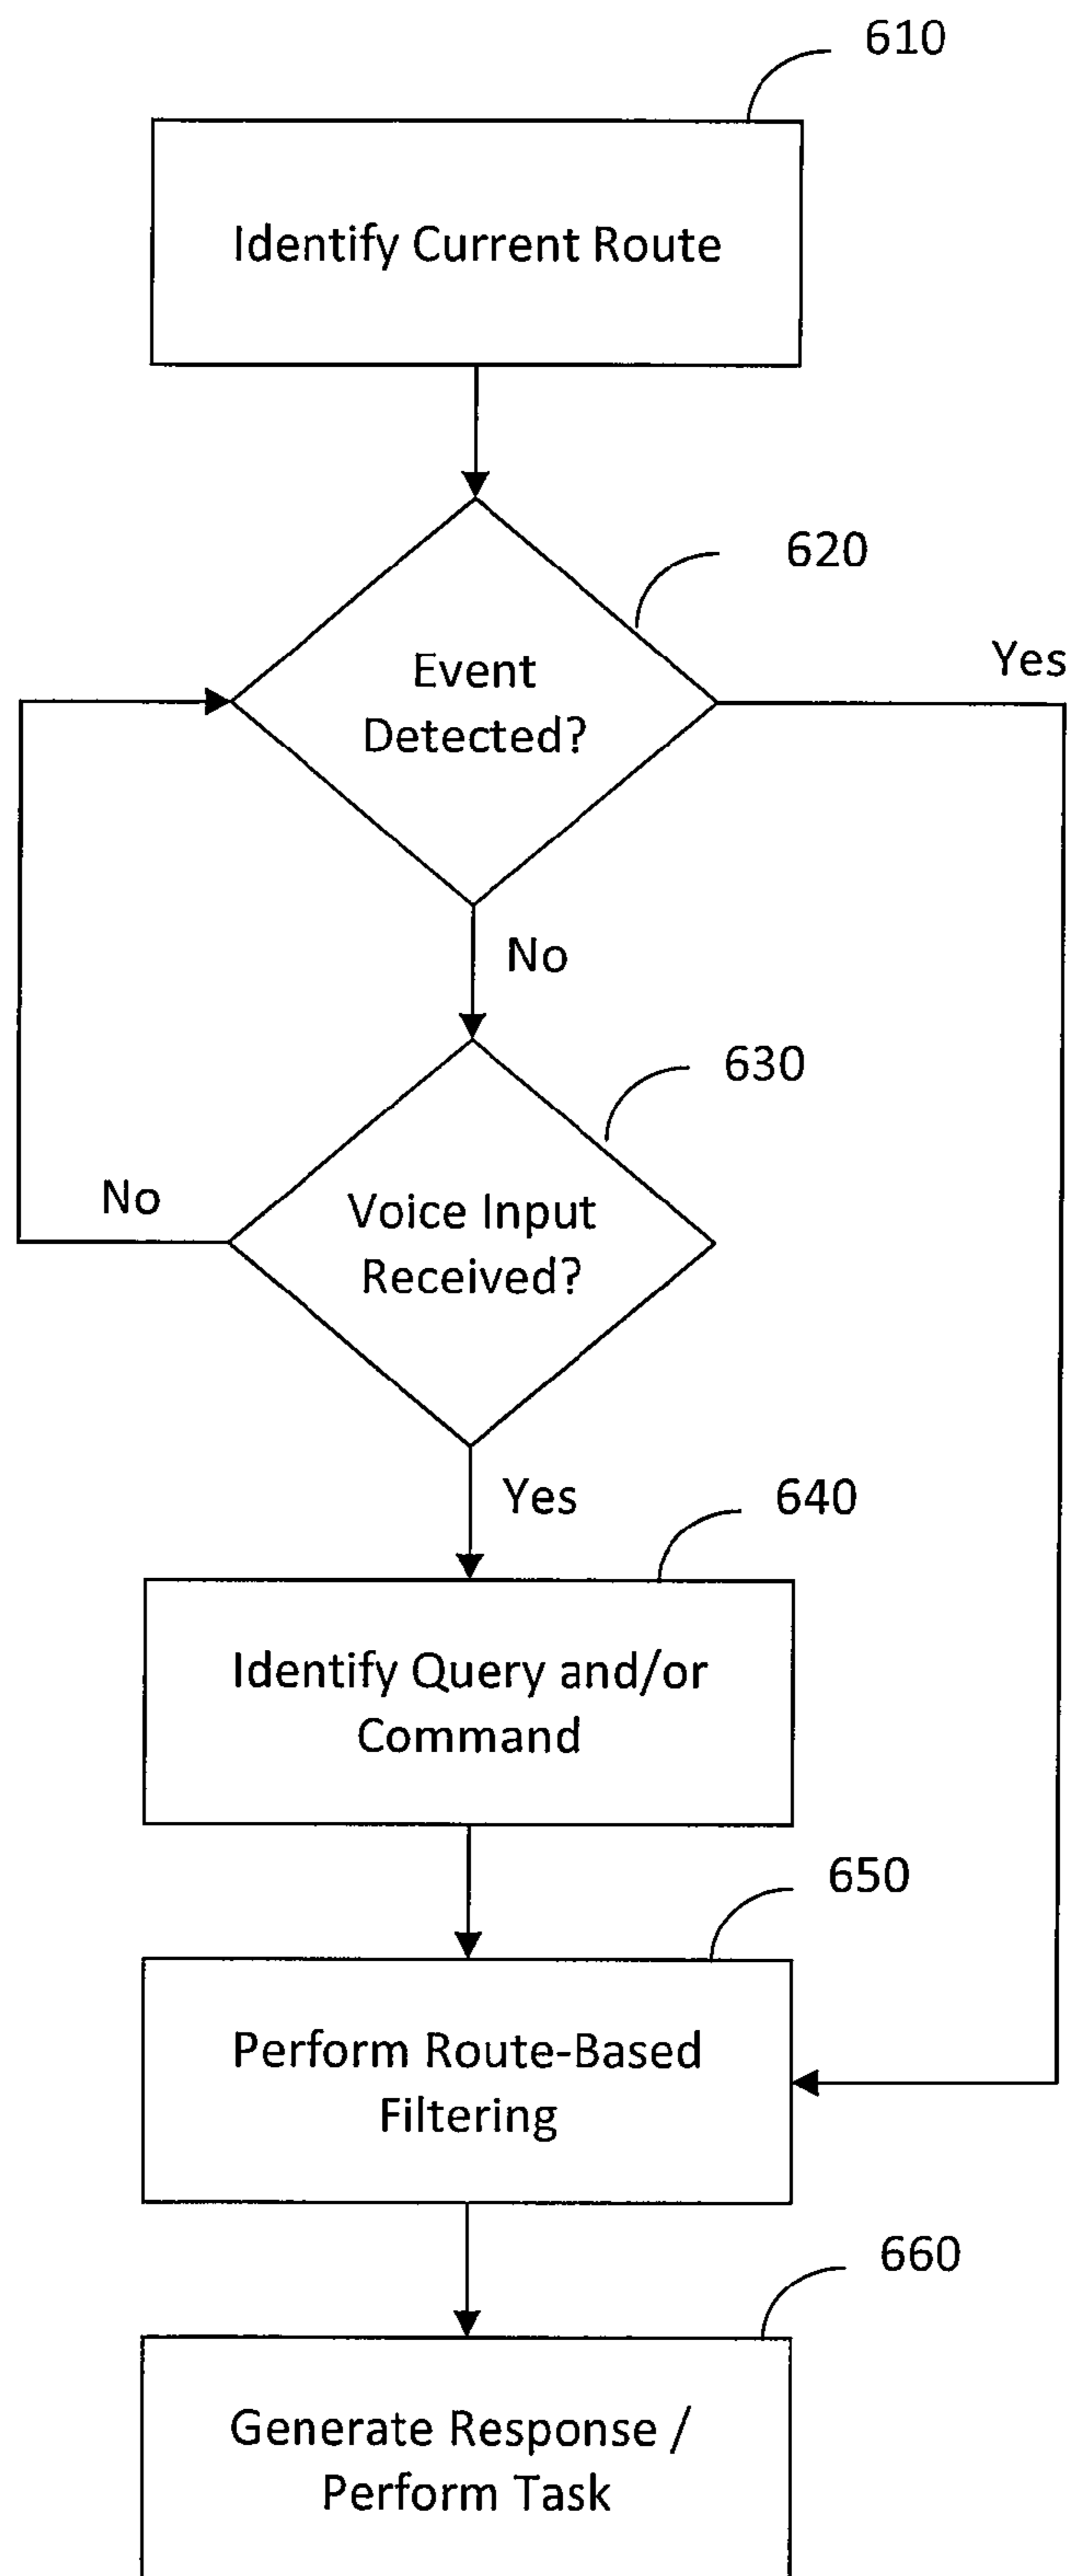 610
Identify Current Route
620
Yes
Event
Detected?
No
630
No
Voice Input
Received?
Yes
640
Identify Query and/or
Command
650
Perform Route-Based
Filtering
660
Generate Response /
Perform Task